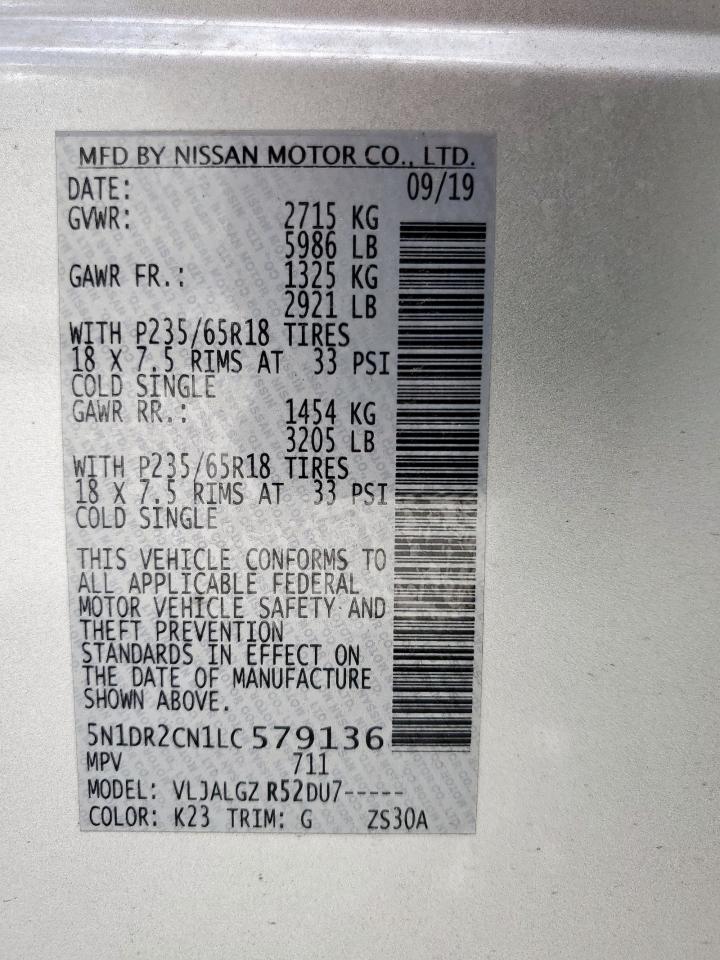 MFD BY NISSAN MOTOR CO., LTD.
DATE: 09/19
GVWR: 2715 KG
5986 LB
GAWR FR.: 1325 KG
2921 LB
WITH P235/65R18 TIRES
18 X 7.5 RIMS AT 33 PSI
COLD SINGLE
GAWR RR.: 1454 KG
3205 LB
WITH P235/65R18 TIRES
18 X 7.5 RIMS AT 33 PSI
COLD SINGLE
THIS VEHICLE CONFORMS TO
ALL APPLICABLE FEDERAL
MOTOR VEHICLE SAFETY AND
THEFT PREVENTION
STANDARDS IN EFFECT ON
THE DATE OF MANUFACTURE
SHOWN ABOVE.
5N1DR2CN1LC579136
MPV 711
MODEL: VLJALGZ R52DU7-----
COLOR: K23 TRIM: G ZS30A